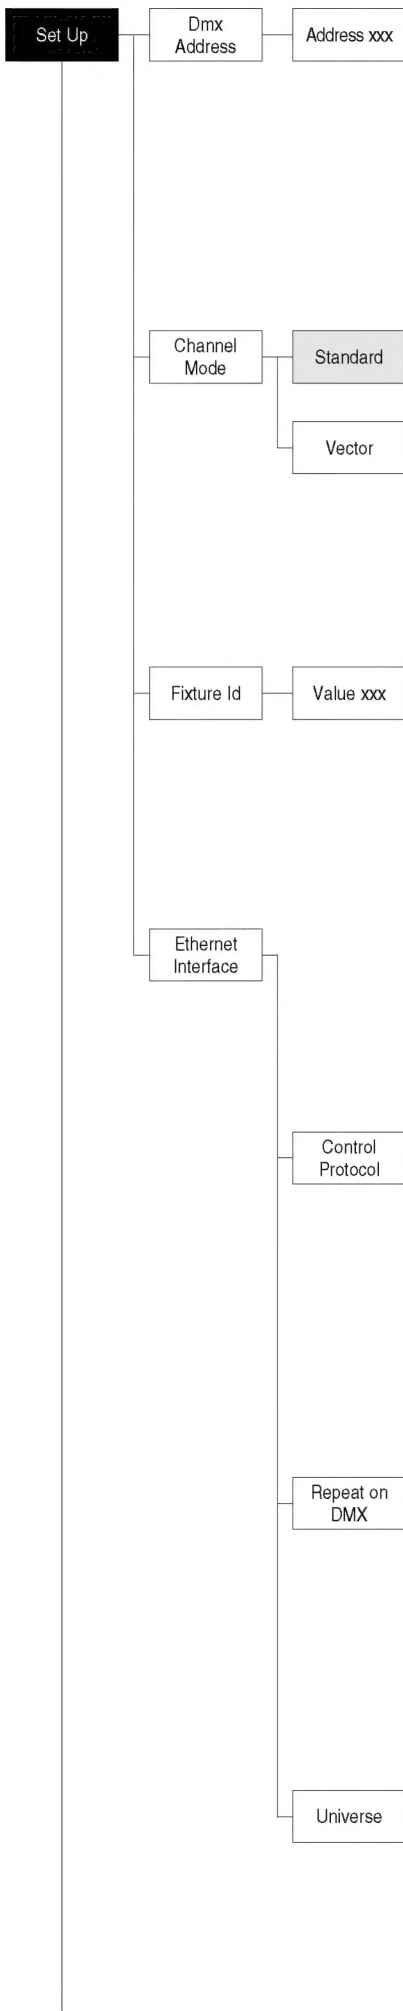 Set Up
Dmx
Address
Address xxx
Channel
Mode
Standard
Vector
Fixture Id
Value xxx
Ethernet
Interface
Control
Protocol
Repeat on
DMX
Universe